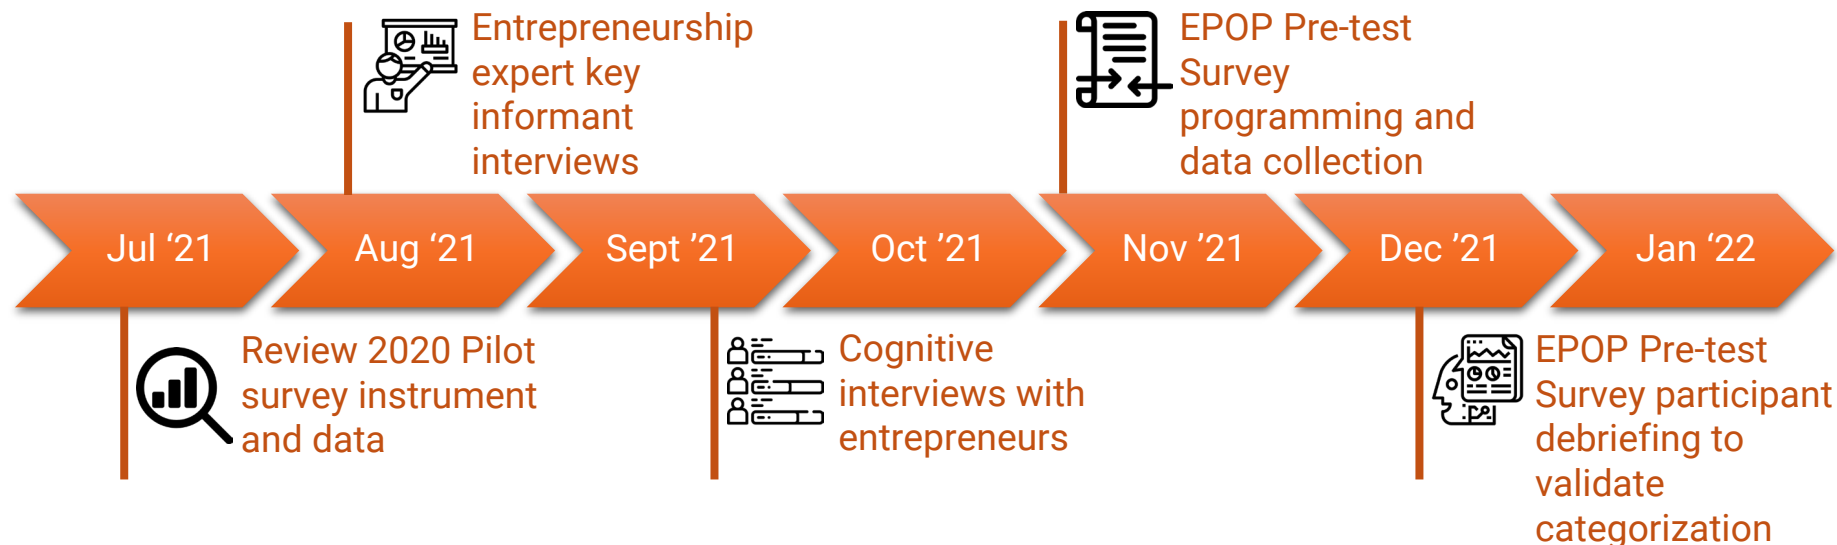 Entrepreneurship
expert key
informant
interviews
EPOP Pre-test
Survey
programming and
data collection
Jul ‘21
Aug ‘21
Sept ’21
Oct ’21
Nov ’21
Dec ’21
Jan ‘22
Review 2020 Pilot
survey instrument
and data
Cognitive
interviews with
entrepreneurs
EPOP Pre-test
Survey participant
debriefing to
validate
categorization